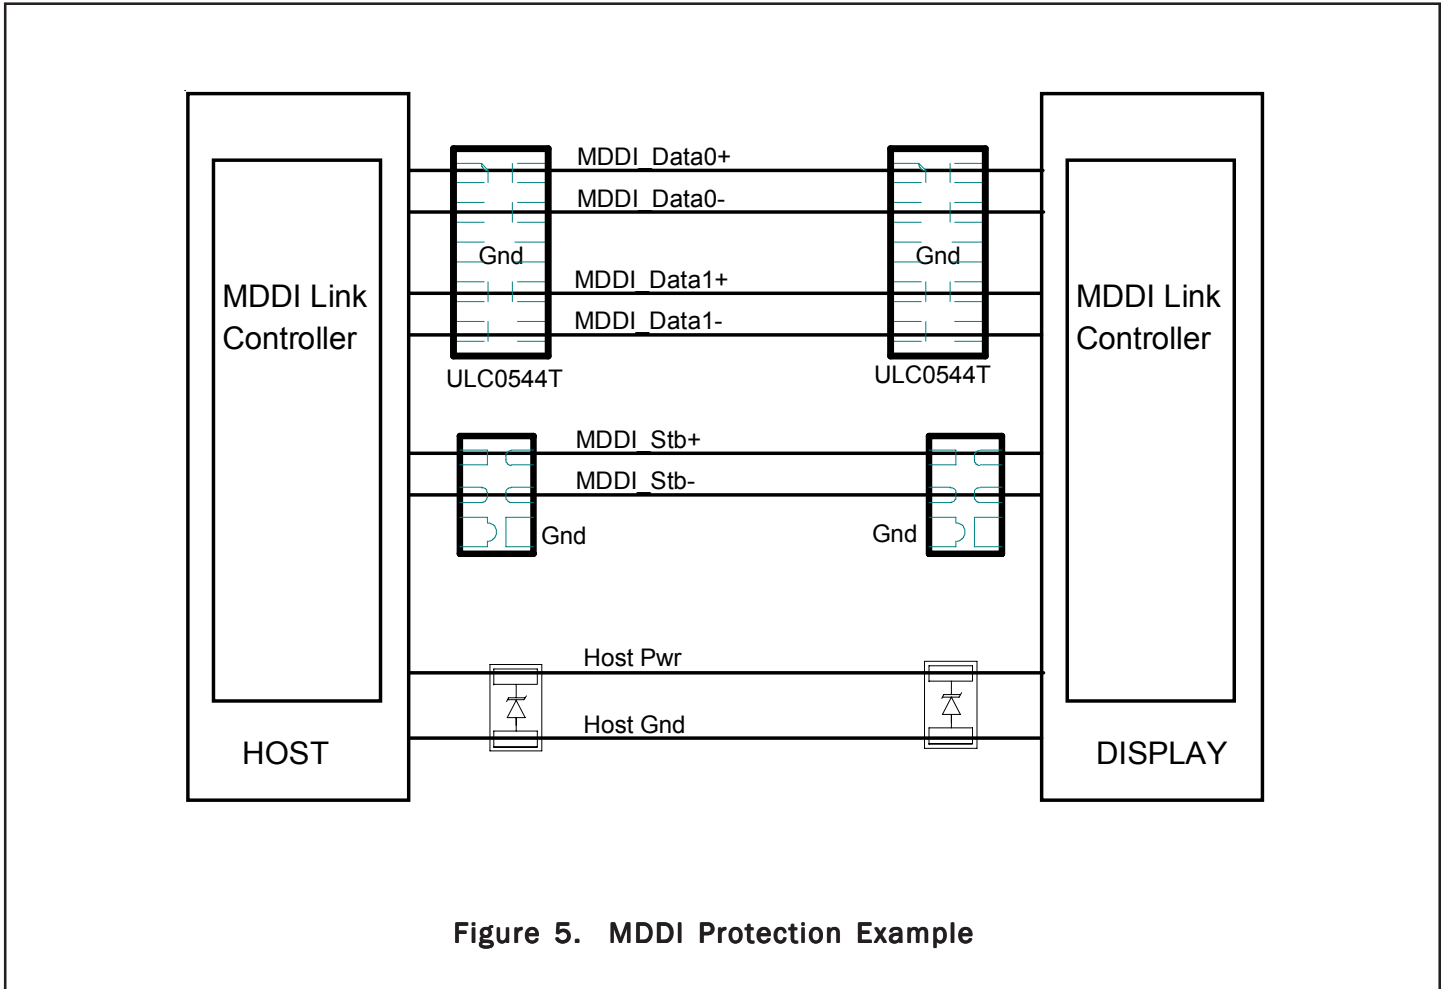 MDDI_Data0+
MDDI_Data0-
Gnd
Gnd
MDDI_Data1+
MDDI_Data1-
MDDI Link
Controller
MDDI Link
Controller
ULC0544T
ULC0544T
MDDI_Stb+
MDDI_Stb-
Gnd
Gnd
Host Pwr
Host Gnd
HOST
DISPLAY
Figure 5. MDDI Protection Example